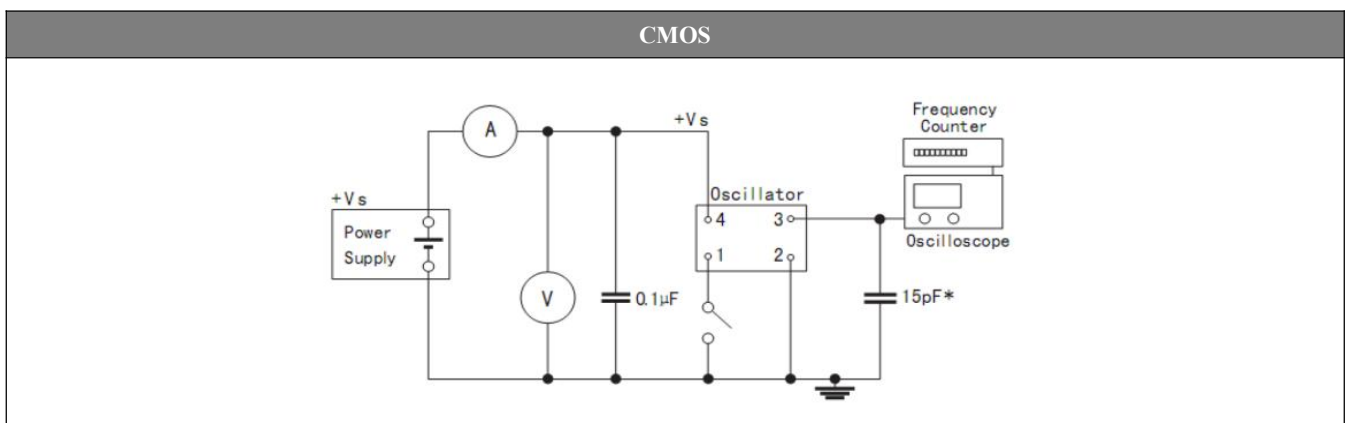 CMOS
Frequency
Counter
A
+Vs
+Vs
Oscillator
Power
Supply
4
3
Oscilloscope
1
2
V
0.1μF
15pF*